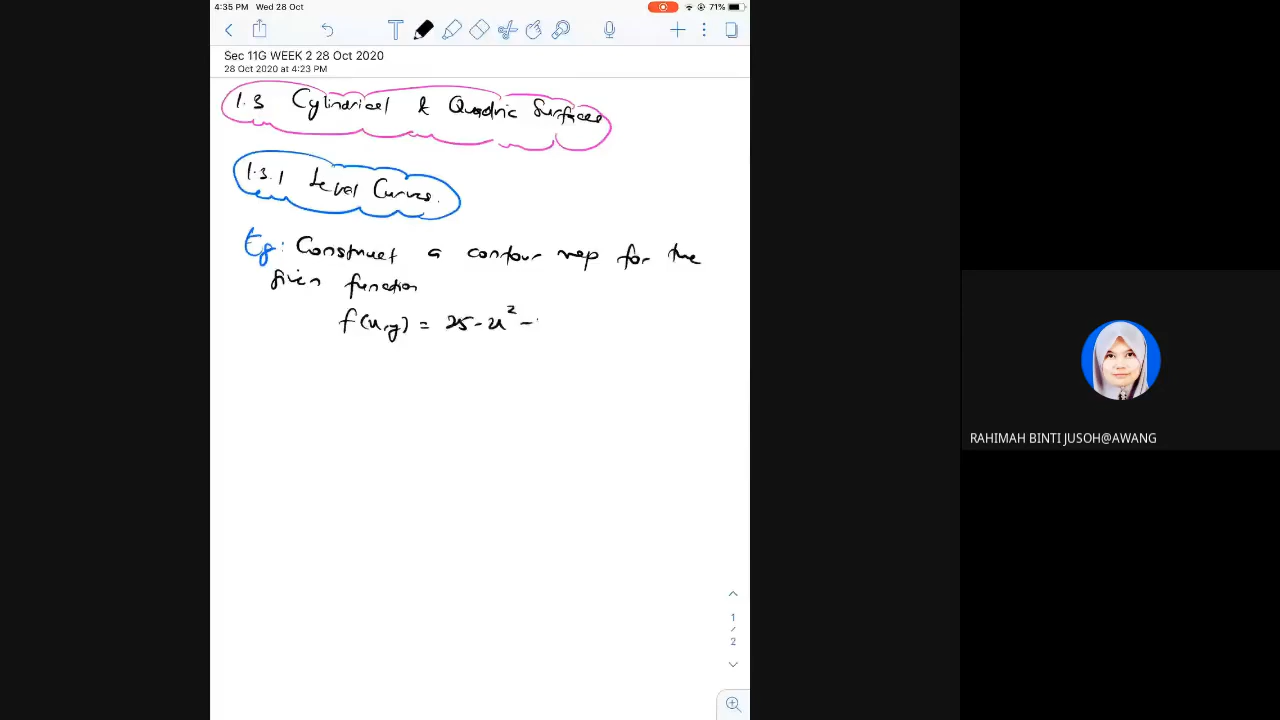 4:35 PM Wed 28 Oct
71%
Sec 11G WEEK 2 28 Oct 2020
28 Oct 2020 at 4:23 PM
1.3 Cylindrical & Quadric Surfaces
1.3.1 Level Curves.
Eg: Construct a contour map for the
given function
f(x,y) = 25 - x² -
1
/
2
RAHIMAH BINTI JUSOH@AWANG